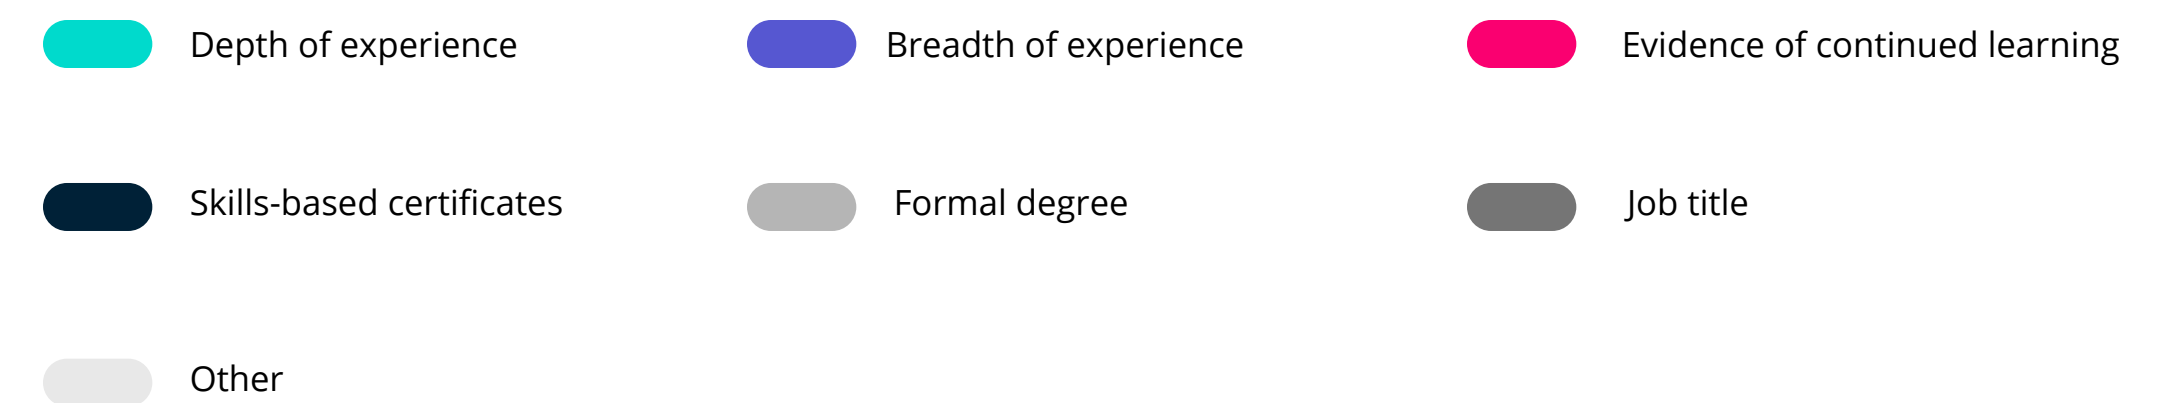 Depth of experience
Breadth of experience
Evidence of continued learning
Skills-based certificates
Formal degree
Job title
Other